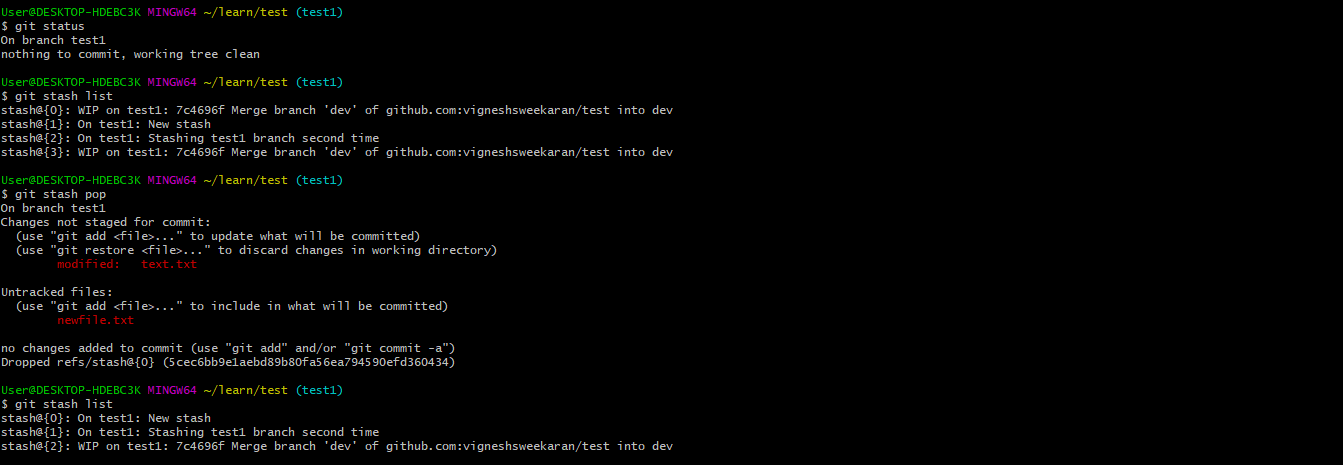 User@DESKTOP-HDEBC3K MINGW64 ~/learn/test (test1)
$ git status
On branch test1
nothing to commit, working tree clean
User@DESKTOP-HDEBC3K MINGW64 ~/learn/test (test1)
$ git stash list
stash@{0}: WIP on test1: 7c4696f Merge branch 'dev' of github.com:vigneshsweekaran/test into dev
stash@{1}: On test1: New stash
stash@{2}: On test1: Stashing test1 branch second time
stash@{3}: WIP on test1: 7c4696f Merge branch 'dev' of github.com:vigneshsweekaran/test into dev
User@DESKTOP-HDEBC3K MINGW64 ~/learn/test (test1)
$ git stash pop
On branch test1
Changes not staged for commit:
  (use "git add <file>..." to update what will be committed)
  (use "git restore <file>..." to discard changes in working directory)
        modified:   text.txt
Untracked files:
  (use "git add <file>..." to include in what will be committed)
        newfile.txt
no changes added to commit (use "git add" and/or "git commit -a")
Dropped refs/stash@{0} (5cec6bb9e1aebd89b80fa56ea794590efd360434)
User@DESKTOP-HDEBC3K MINGW64 ~/learn/test (test1)
$ git stash list
stash@{0}: On test1: New stash
stash@{1}: On test1: Stashing test1 branch second time
stash@{2}: WIP on test1: 7c4696f Merge branch 'dev' of github.com:vigneshsweekaran/test into dev